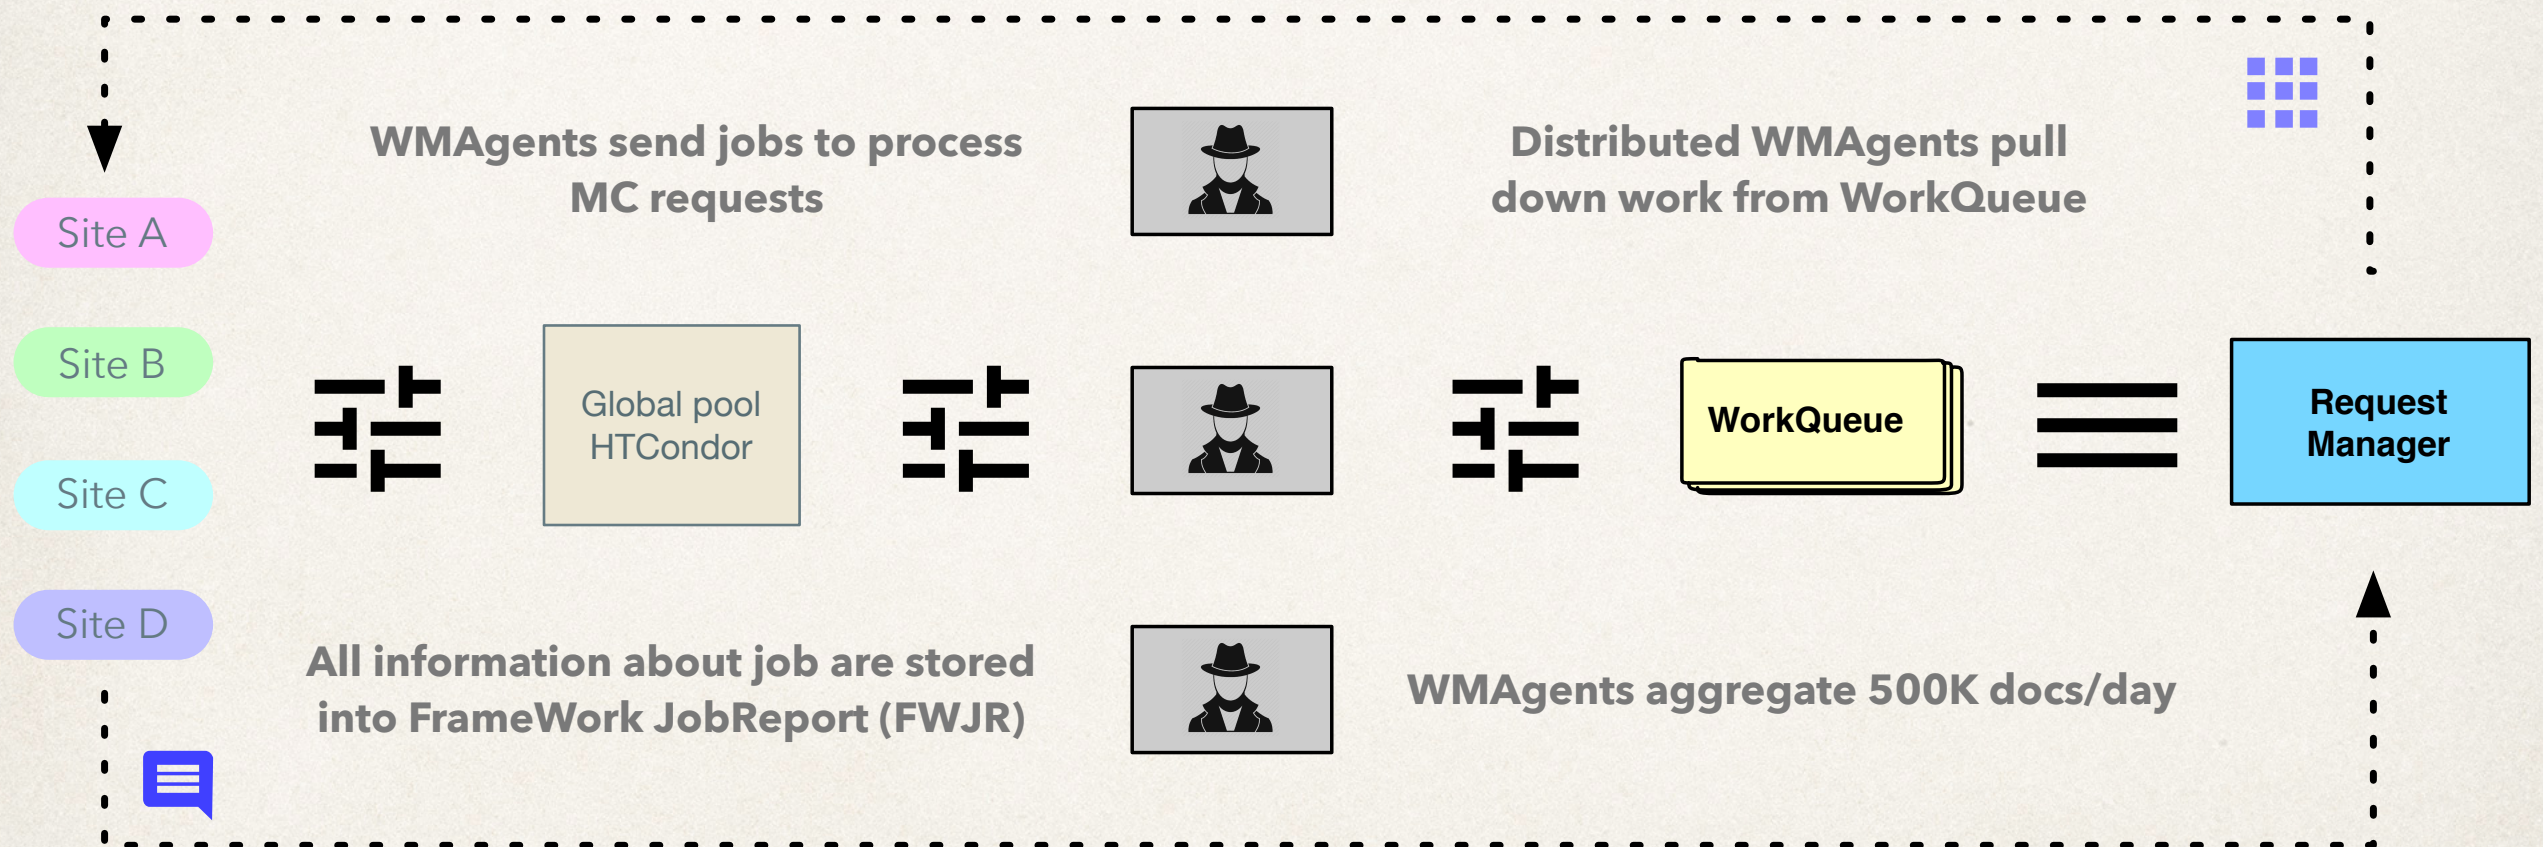 WMAgents send jobs to process
MC requests
Distributed WMAgents pull
down work from WorkQueue
Site A
Site B
Site C
Site D
Global pool
HTCondor
WorkQueue
Request
Manager
All information about job are stored
into FrameWork JobReport (FWJR)
WMAgents aggregate 500K docs/day